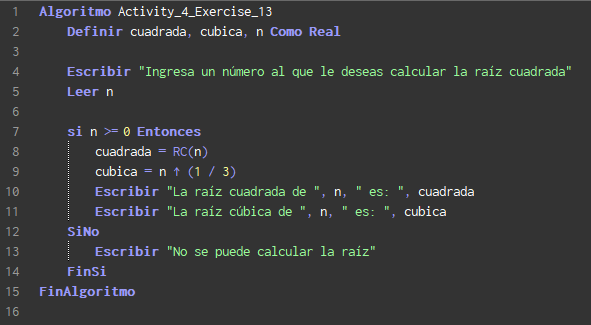 1 Algoritmo Activity_4_Exercise_13
2 Definir cuadrada, cubica, n Como Real
3
4 Escribir "Ingresa un número al que le deseas calcular la raíz cuadrada"
5 Leer n
6
7 si n >= 0 Entonces
8 cuadrada = RC(n)
9 cubica = n ↑ (1 / 3)
10 Escribir "La raíz cuadrada de ", n, " es: ", cuadrada
11 Escribir "La raíz cúbica de ", n, " es: ", cubica
12 SiNo
13 Escribir "No se puede calcular la raíz"
14 FinSi
15 FinAlgoritmo
16